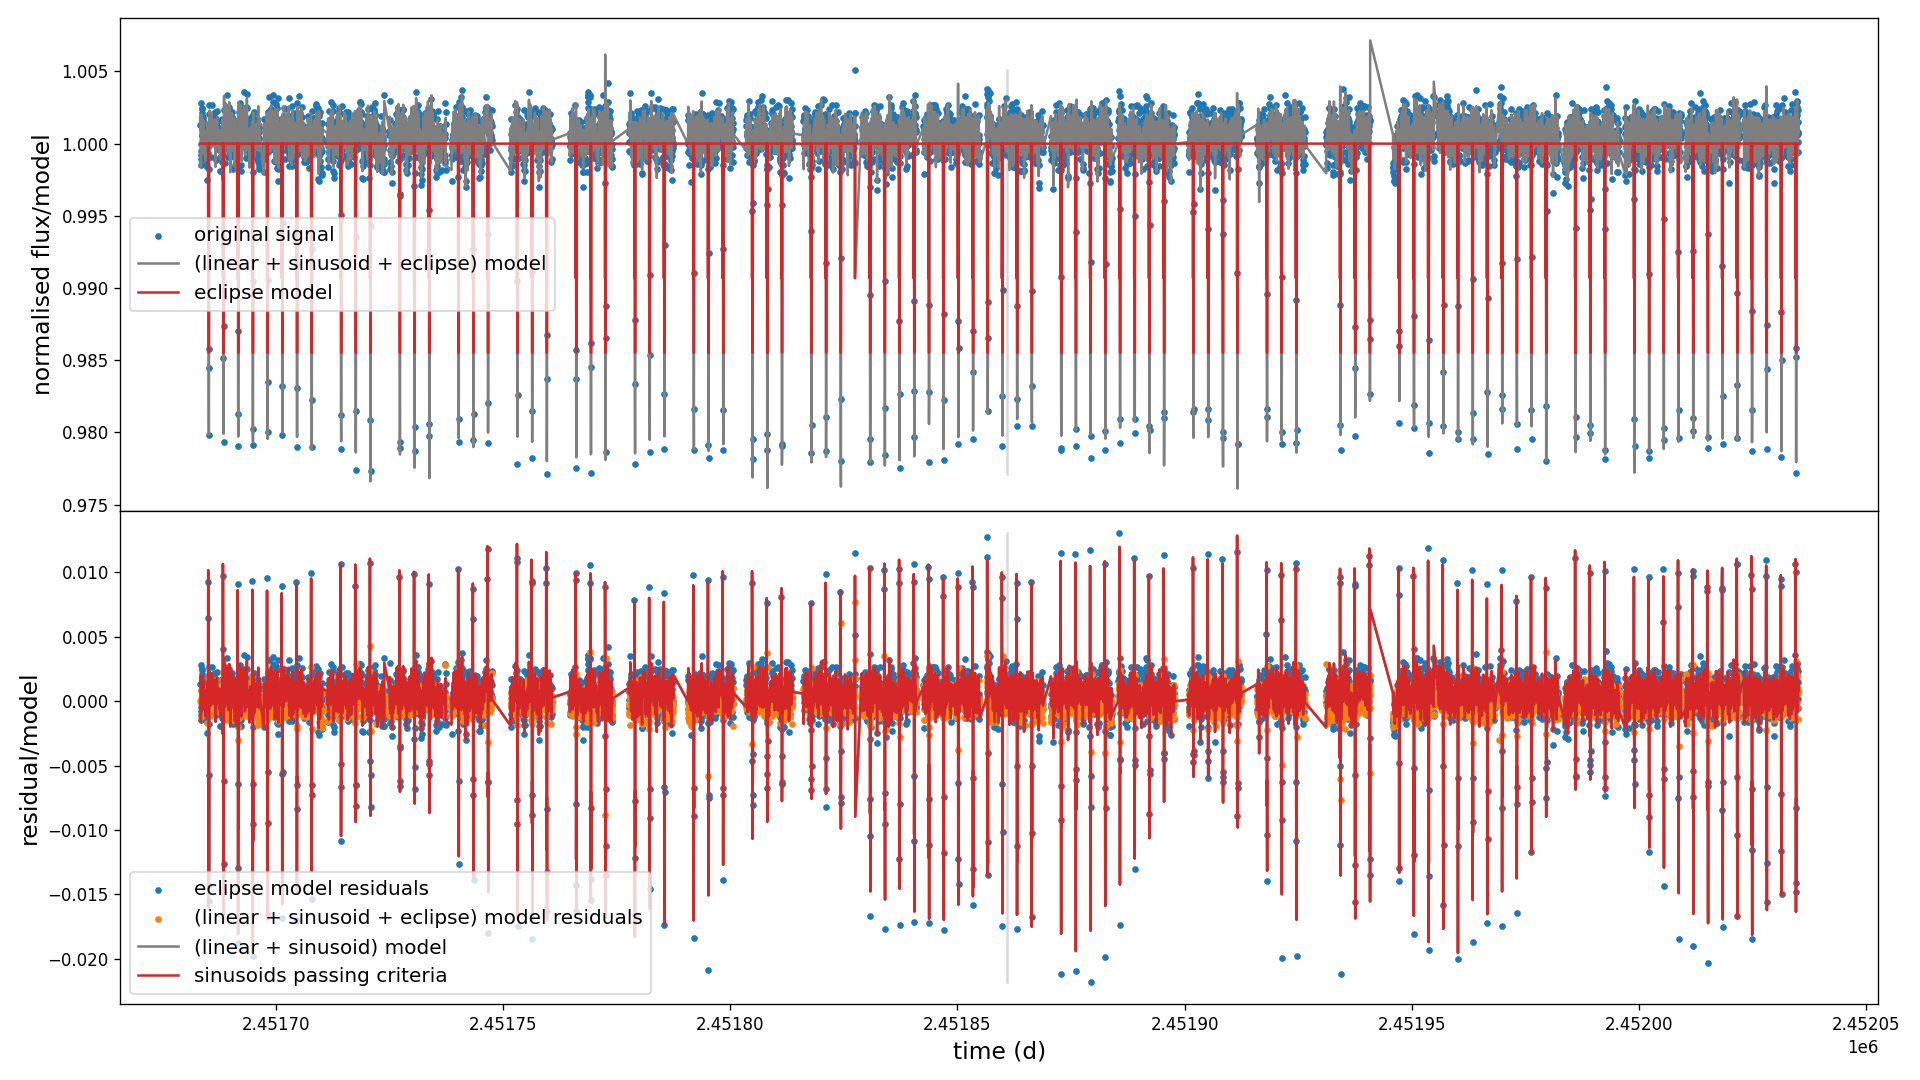 normalised flux/model
1.005
1.000
0.995
0.990
0.985
0.980
0.975
original signal
(linear + sinusoid + eclipse) model
eclipse model
residual/model
0.010
0.005
0.000
−0.005
−0.010
−0.015
−0.020
eclipse model residuals
(linear + sinusoid + eclipse) model residuals
(linear + sinusoid) model
sinusoids passing criteria
2.45170 2.45175 2.45180 2.45185 2.45190 2.45195 2.45200 2.45205
1e6
time (d)